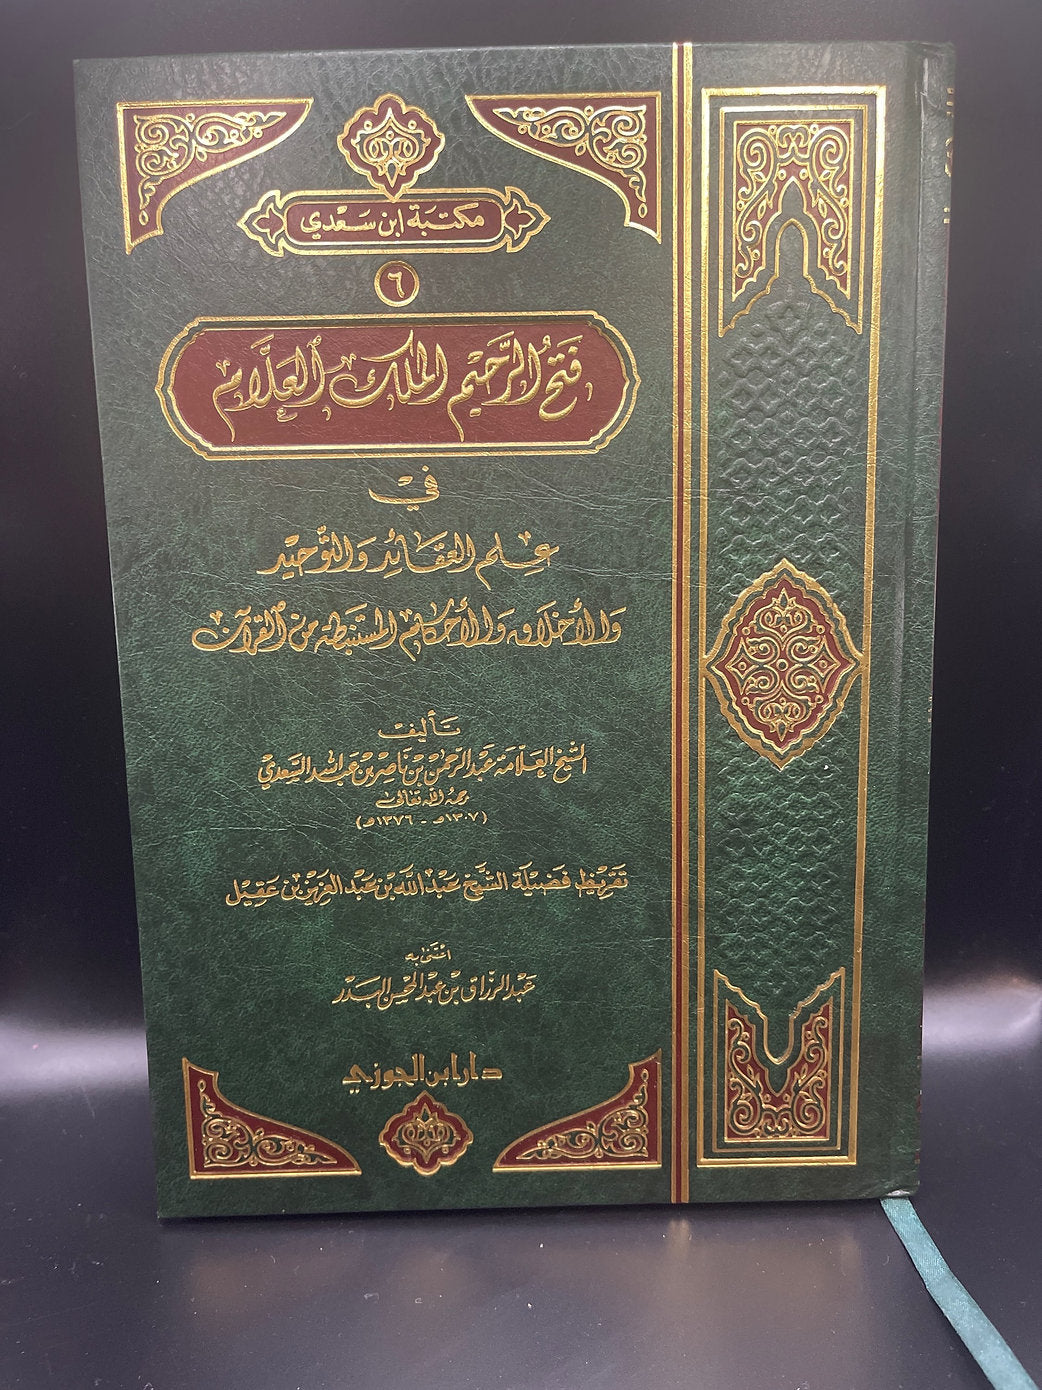 مكتبة ابن سعدي
٦
فتح الرحيم الملك العلام
في
علم العقائد والتوحيد
والأخلاق والأحكام المستنبطة من القرآن
تأليف
الشيخ العلامة عبد الرحمن بن ناصر بن عبد الله السعدي
رحمه الله تعالى
(١٣٠٧هـ - ١٣٧٦هـ)
تقريظ فضيلة الشيخ عبد الله بن عبد العزيز بن عقيل
اعتنى به
عبد الرزاق بن عبد المحسن البدر
دار ابن الجوزي